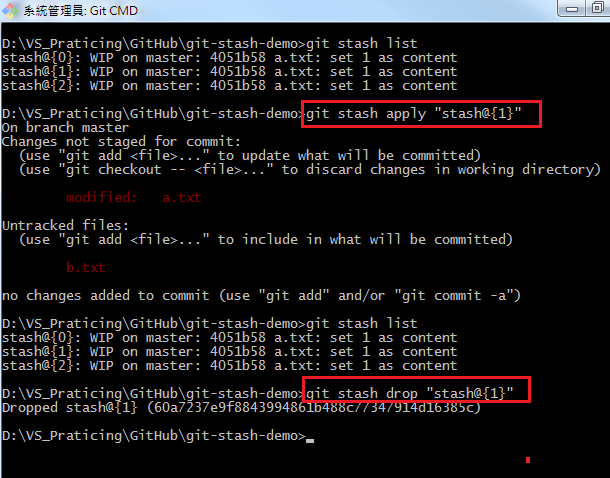 系統管理員: Git CMD
D:\VS_Praticing\GitHub\git-stash-demo>git stash list
stash@{0}: WIP on master: 4051b58 a.txt: set 1 as content
stash@{1}: WIP on master: 4051b58 a.txt: set 1 as content
stash@{2}: WIP on master: 4051b58 a.txt: set 1 as content
D:\VS_Praticing\GitHub\git-stash-demo>git stash apply "stash@{1}"
On branch master
Changes not staged for commit:
  (use "git add <file>..." to update what will be committed)
  (use "git checkout -- <file>..." to discard changes in working directory)
        modified:   a.txt
Untracked files:
  (use "git add <file>..." to include in what will be committed)
        b.txt
no changes added to commit (use "git add" and/or "git commit -a")
D:\VS_Praticing\GitHub\git-stash-demo>git stash list
stash@{0}: WIP on master: 4051b58 a.txt: set 1 as content
stash@{1}: WIP on master: 4051b58 a.txt: set 1 as content
stash@{2}: WIP on master: 4051b58 a.txt: set 1 as content
D:\VS_Praticing\GitHub\git-stash-demo>git stash drop "stash@{1}"
Dropped stash@{1} (60a7237e9f8843994861b488c77347914d16385c)
D:\VS_Praticing\GitHub\git-stash-demo>_